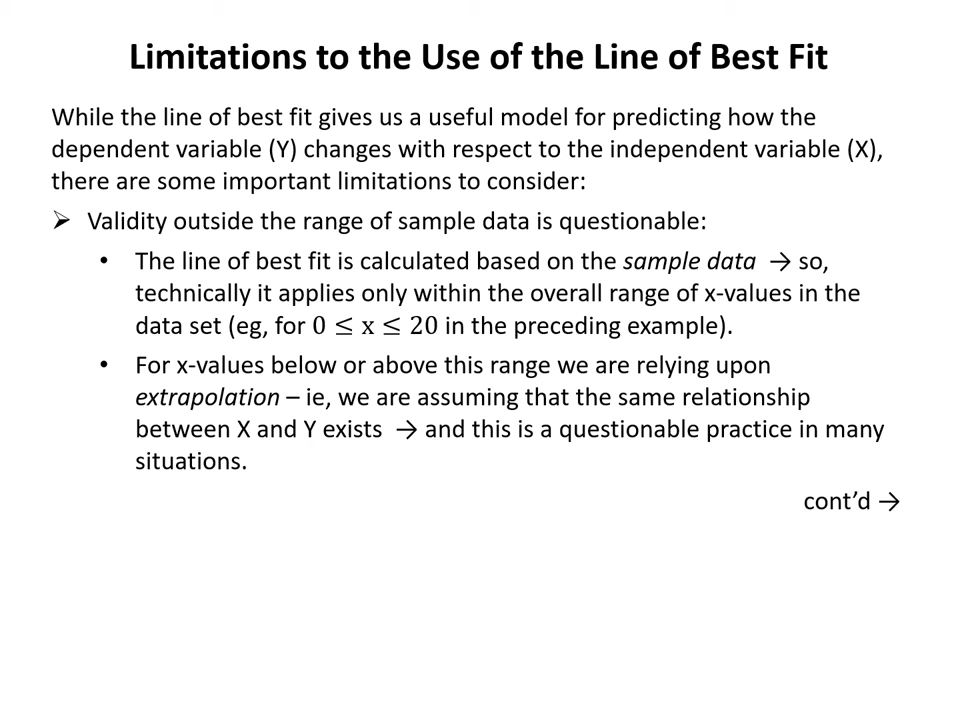 Limitations to the Use of the Line of Best Fit
While the line of best fit gives us a useful model for predicting how the
dependent variable (Y) changes with respect to the independent variable (X),
there are some important limitations to consider:
➢ Validity outside the range of sample data is questionable:
• The line of best fit is calculated based on the sample data → so,
technically it applies only within the overall range of x-values in the
data set (eg, for 0 ≤ x ≤ 20 in the preceding example).
• For x-values below or above this range we are relying upon
extrapolation – ie, we are assuming that the same relationship
between X and Y exists → and this is a questionable practice in many
situations.
cont’d →